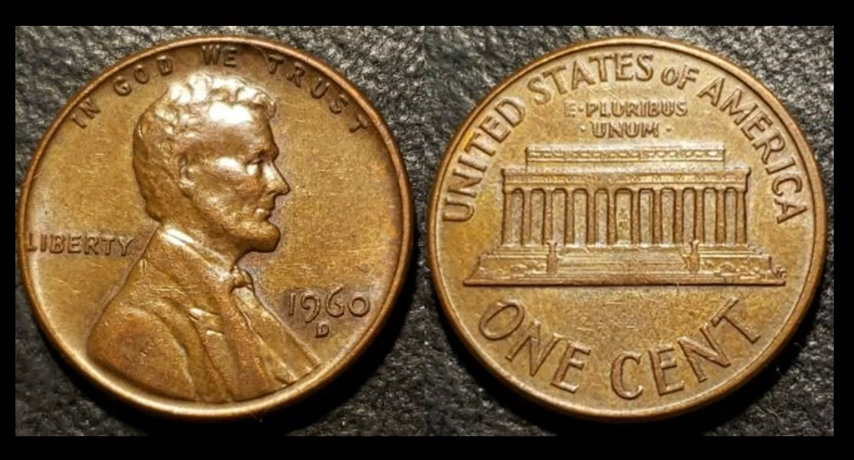 IN GOD WE TRUST
LIBERTY
1960
D
UNITED STATES OF AMERICA
E·PLURIBUS
·UNUM·
ONE CENT